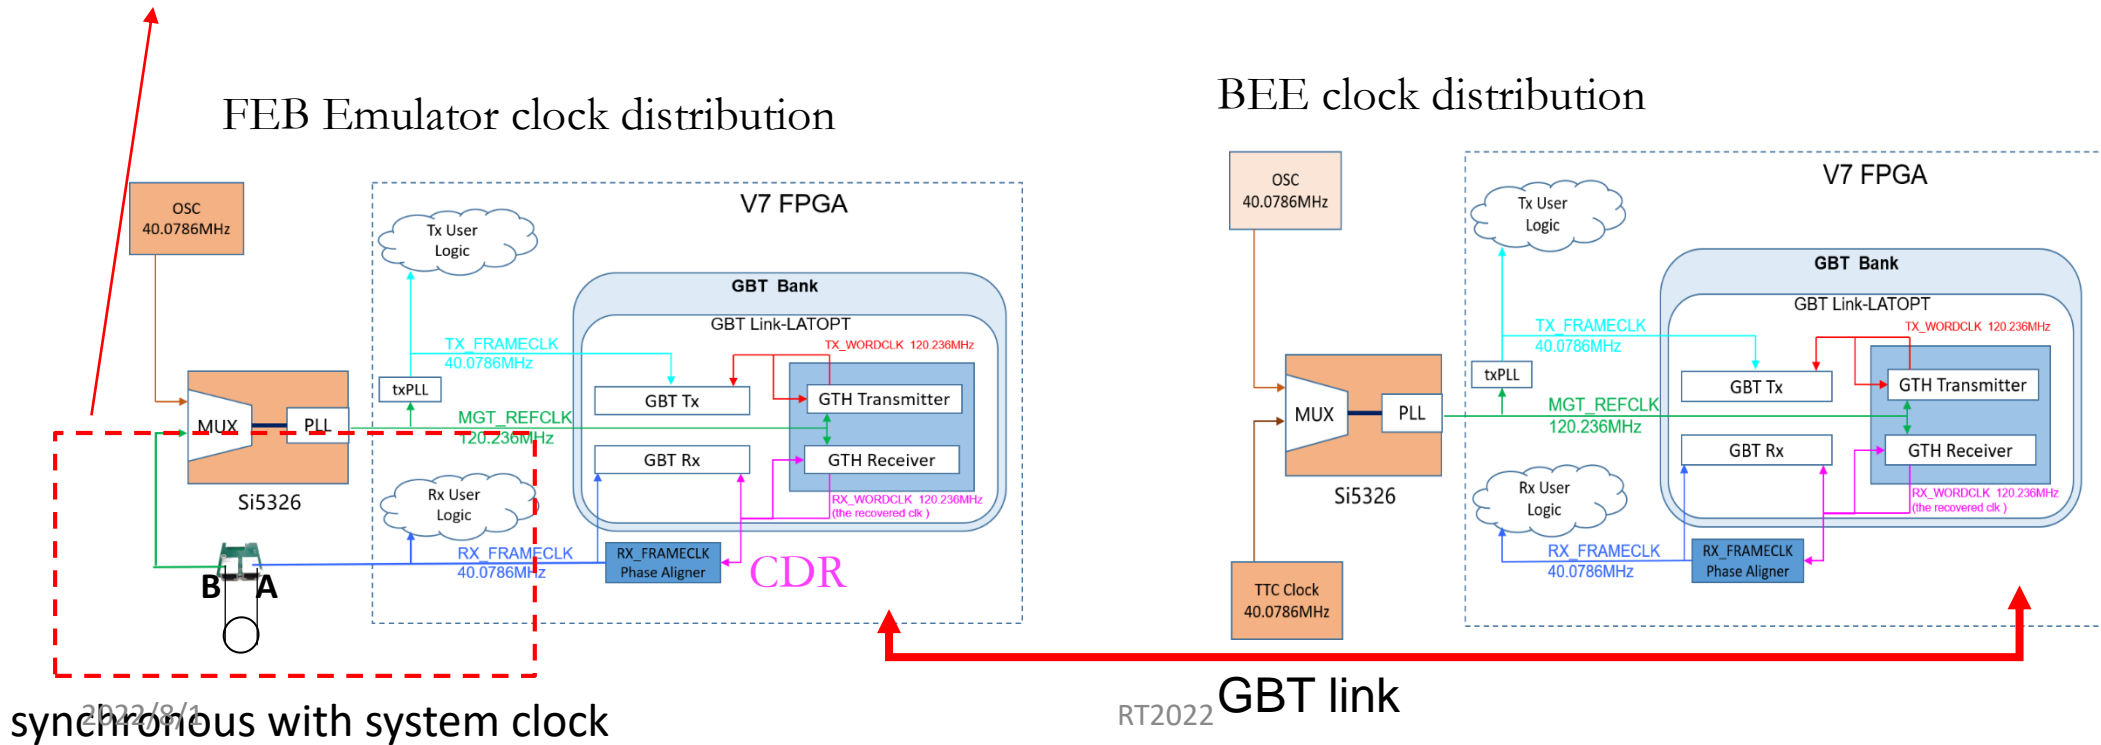 FEB Emulator clock distribution
OSC
40.0786MHz
V7 FPGA
Tx User
Logic
GBT Bank
GBT Link-LATOPT
TX_WORDCLK 120.236MHz
TX_FRAMECLK
40.0786MHz
txPLL
GBT Tx
GTH Transmitter
MUX
PLL
MGT_REFCLK
120.236MHz
GBT Rx
GTH Receiver
Si5326
Rx User
Logic
RX_WORDCLK 120.236MHz
(the recovered clk )
RX_FRAMECLK
40.0786MHz
RX_FRAMECLK
Phase Aligner
CDR
B A
BEE clock distribution
OSC
40.0786MHz
V7 FPGA
Tx User
Logic
GBT Bank
GBT Link-LATOPT
TX_WORDCLK 120.236MHz
TX_FRAMECLK
40.0786MHz
txPLL
GBT Tx
GTH Transmitter
MUX
PLL
MGT_REFCLK
120.236MHz
GBT Rx
GTH Receiver
Si5326
Rx User
Logic
RX_WORDCLK 120.236MHz
(the recovered clk )
RX_FRAMECLK
40.0786MHz
RX_FRAMECLK
Phase Aligner
TTC Clock
40.0786MHz
GBT link
synchronous with system clock
2022/8/1
RT2022